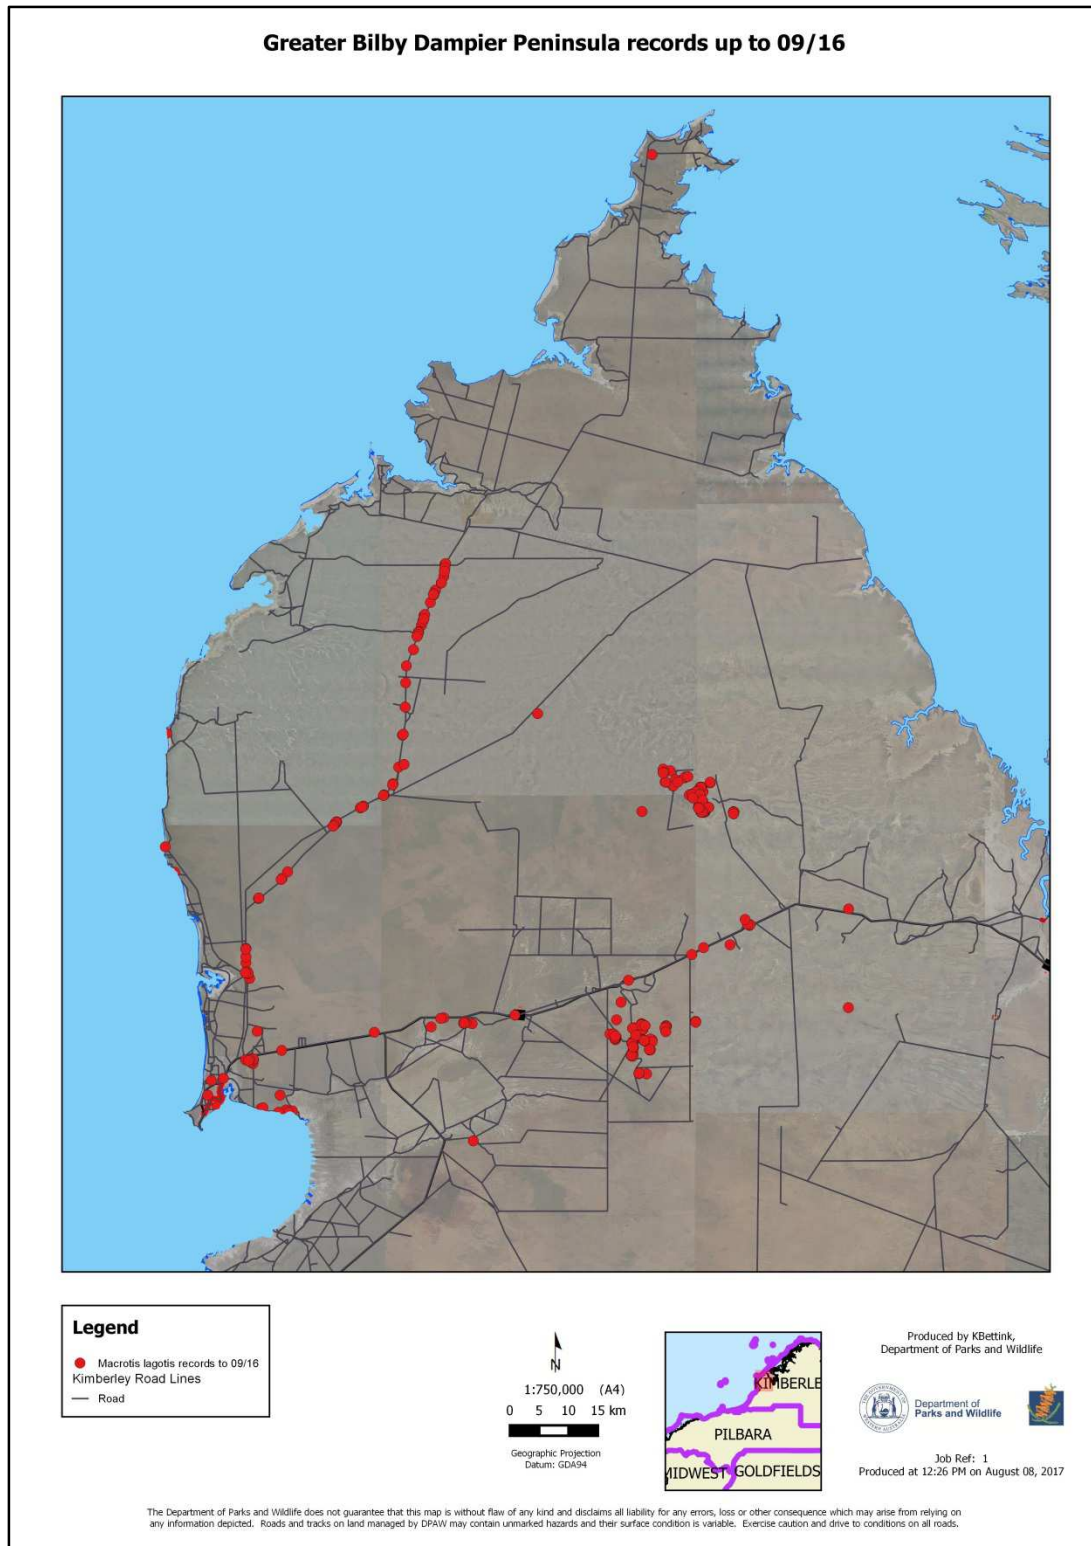 Greater Bilby Dampier Peninsula records up to 09/16
Legend
Macrotis lagotis records to 09/16
Kimberley Road Lines
Road
N
1:750,000 (A4)
0 5 10 15 km
Geographic Projection
Datum: GDA94
KIMBERLE
PILBARA
MIDWEST
GOLDFIELDS
Produced by KBettink,
Department of Parks and Wildlife
Department of
Parks and Wildlife
Job Ref: 1
Produced at 12:26 PM on August 08, 2017
The Department of Parks and Wildlife does not guarantee that this map is without flaw of any kind and disclaims all liability for any errors, loss or other consequence which may arise from relying on
any information depicted. Roads and tracks on land managed by DPAW may contain unmarked hazards and their surface condition is variable. Exercise caution and drive to conditions on all roads.